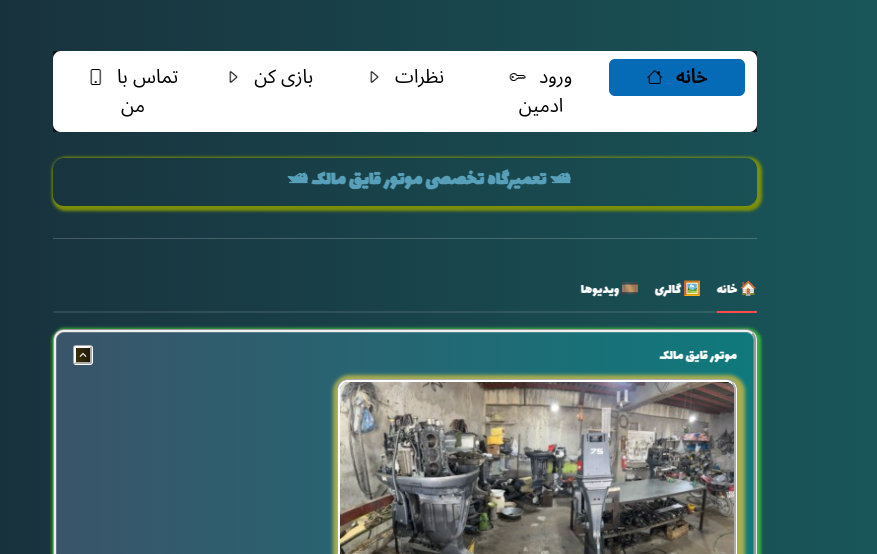 خانه
ورود ادمین
نظرات
بازی کن
تماس با من
🛥 تعمیرگاه تخصصی موتور قایق مالک 🛥
🏠 خانه 🖼️ گالری 🎞️ ویدیوها
موتور قایق مالک
75